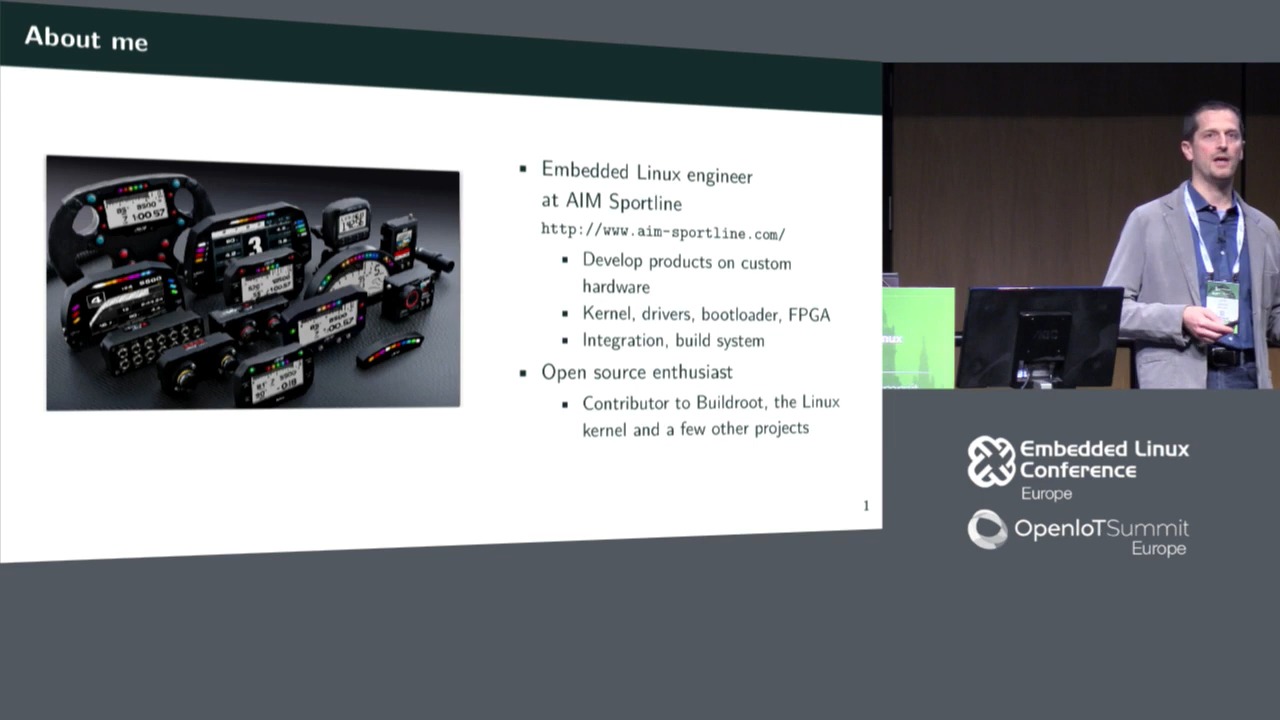 About me
Embedded Linux engineer
at AIM Sportline
http://www.aim-sportline.com/
Develop products on custom
hardware
Kernel, drivers, bootloader, FPGA
Integration, build system
Open source enthusiast
Contributor to Buildroot, the Linux
kernel and a few other projects
1
Embedded Linux
Conference
Europe
OpenIoTSummit
Europe